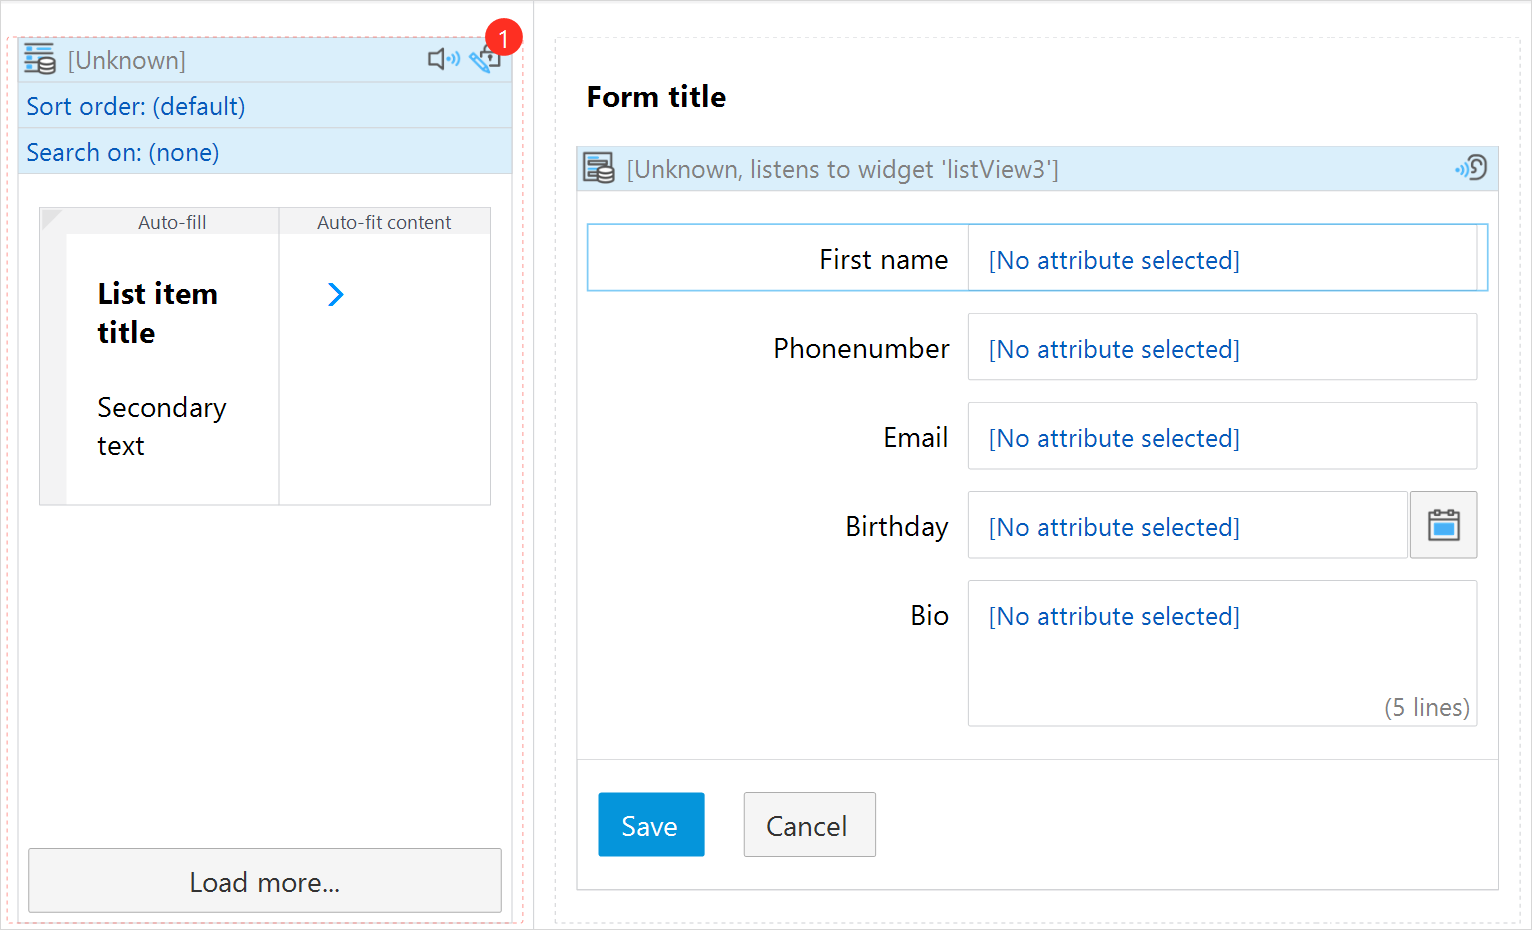 1
[Unknown]
Sort order: (default)
Search on: (none)
Auto-fill
Auto-fit content
List item
title
Secondary
text
Load more...
Form title
[Unknown, listens to widget 'listView3']
First name
[No attribute selected]
Phonenumber
[No attribute selected]
Email
[No attribute selected]
Birthday
[No attribute selected]
Bio
[No attribute selected]
(5 lines)
Save
Cancel